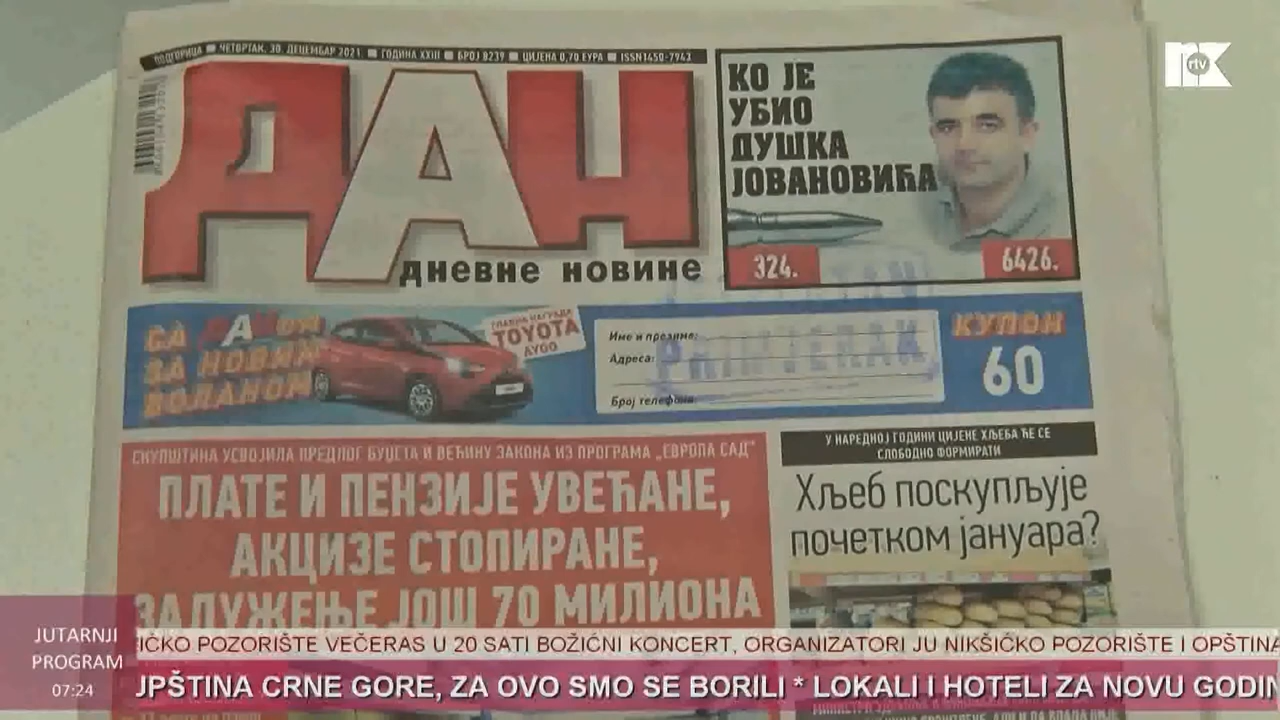 ПОДГОРИЦА ■ ЧЕТВРТАК, 30. ДЕЦЕМБАР 2021 ■ ГОДИНА XXIII ■ БРОЈ 8239 ■ ЦИЈЕНА 0,70 ЕУРА ■ ISSN1450-7943
ДАН
дневне новине
КО ЈЕ
УБИО
ДУШКА
ЈОВАНОВИЋА
324.
6426.
rtv
СА ДАНОМ
ЗА НОВИМ
ВОЛАНОМ
ГЛАВНА НАГРАДА
TOYOTA
AYGO
Име и презиме:
Адреса:
Број телефона:
PRIMJERAK
КУПОН
60
СКУПШТИНА УСВОЈИЛА ПРЕДЛОГ БУЏЕТА И ВЕЋИНУ ЗАКОНА ИЗ ПРОГРАМА „ЕВРОПА САД"
ПЛАТЕ И ПЕНЗИЈЕ УВЕЋАНЕ,
АКЦИЗЕ СТОПИРАНЕ,
ЗАДУЖЕЊЕ ЈОШ 70 МИЛИОНА
У НАРЕДНОЈ ГОДИНИ ЦИЈЕНЕ ХЉЕБА ЋЕ СЕ
СЛОБОДНО ФОРМИРАТИ
Хљеб поскупљује
почетком јануара?
JUTARNJI
PROGRAM
07:24
IČKO POZORIŠTE VEČERAS U 20 SATI BOŽIĆNI KONCERT, ORGANIZATORI JU NIKŠIĆKO POZORIŠTE I OPŠTINA
JPŠTINA CRNE GORE, ZA OVO SMO SE BORILI * LOKALI I HOTELI ZA NOVU GODIN